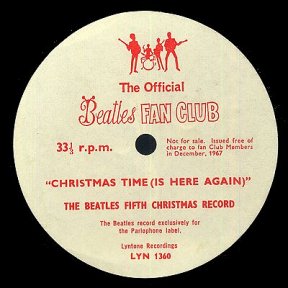 The Official
Beatles FAN CLUB
33⅓ r.p.m.
Not for sale. Issued free of
charge to fan Club Members
in December, 1967
“CHRISTMAS TIME (IS HERE AGAIN)”
THE BEATLES FIFTH CHRISTMAS RECORD
The Beatles record exclusively for
the Parlophone label.
Lyntone Recordings
LYN 1360